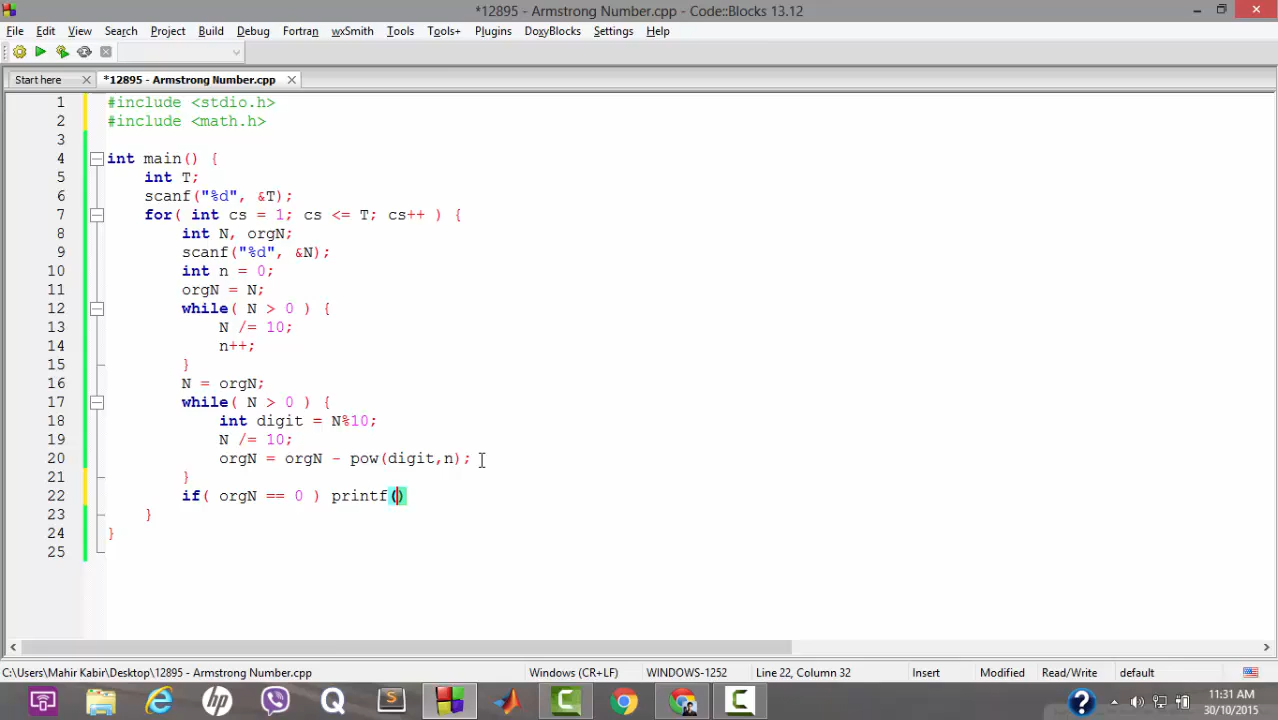 *12895 - Armstrong Number.cpp - Code::Blocks 13.12
File Edit View Search Project Build Debug Fortran wxSmith Tools Tools+ Plugins DoxyBlocks Settings Help
Start here *12895 - Armstrong Number.cpp
1 #include <stdio.h>
2 #include <math.h>
3
4 int main() {
5 int T;
6 scanf("%d", &T);
7 for( int cs = 1; cs <= T; cs++ ) {
8 int N, orgN;
9 scanf("%d", &N);
10 int n = 0;
11 orgN = N;
12 while( N > 0 ) {
13 N /= 10;
14 n++;
15 }
16 N = orgN;
17 while( N > 0 ) {
18 int digit = N%10;
19 N /= 10;
20 orgN = orgN - pow(digit,n);
21 }
22 if( orgN == 0 ) printf()
23 }
24 }
25
C:\Users\Mahir Kabir\Desktop\12895 - Armstrong Number.cpp Windows (CR+LF) WINDOWS-1252 Line 22, Column 32 Insert Modified Read/Write default
11:31 AM
30/10/2015